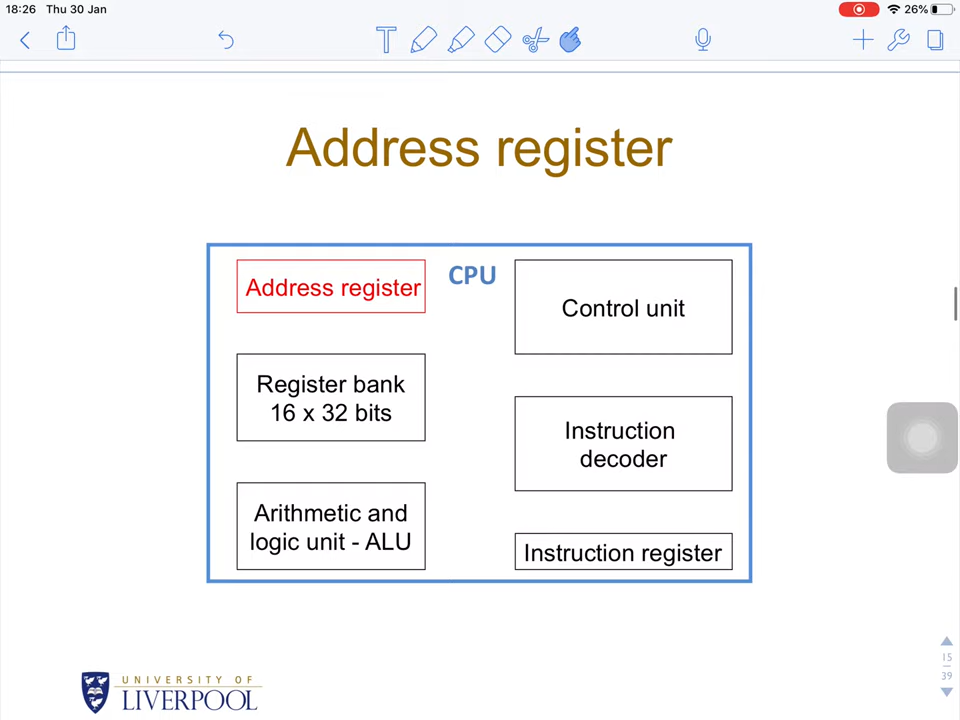 18:26 Thu 30 Jan
26%
T
Address register
Address register
CPU
Control unit
Register bank
16 x 32 bits
Instruction
decoder
Arithmetic and
logic unit - ALU
Instruction register
15
39
UNIVERSITY OF
LIVERPOOL